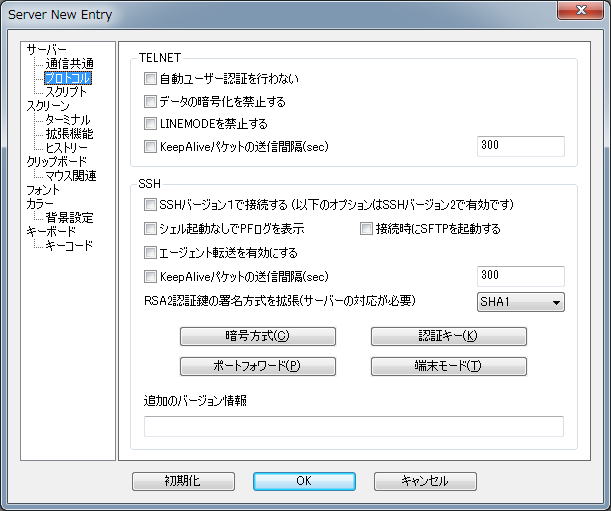 Server New Entry
サーバー
通信共通
プロトコル
スクリプト
スクリーン
ターミナル
拡張機能
ヒストリー
クリップボード
マウス関連
フォント
カラー
背景設定
キーボード
キーコード
TELNET
自動ユーザー認証を行わない
データの暗号化を禁止する
LINEMODEを禁止する
KeepAliveパケットの送信間隔(sec) 300
SSH
SSHバージョン1で接続する (以下のオプションはSSHバージョン2で有効です)
シェル起動なしでPFログを表示 接続時にSFTPを起動する
エージェント転送を有効にする
KeepAliveパケットの送信間隔(sec) 300
RSA2認証鍵の署名方式を拡張(サーバーの対応が必要) SHA1
暗号方式(C) 認証キー(K)
ポートフォワード(P) 端末モード(T)
追加のバージョン情報
初期化 OK キャンセル